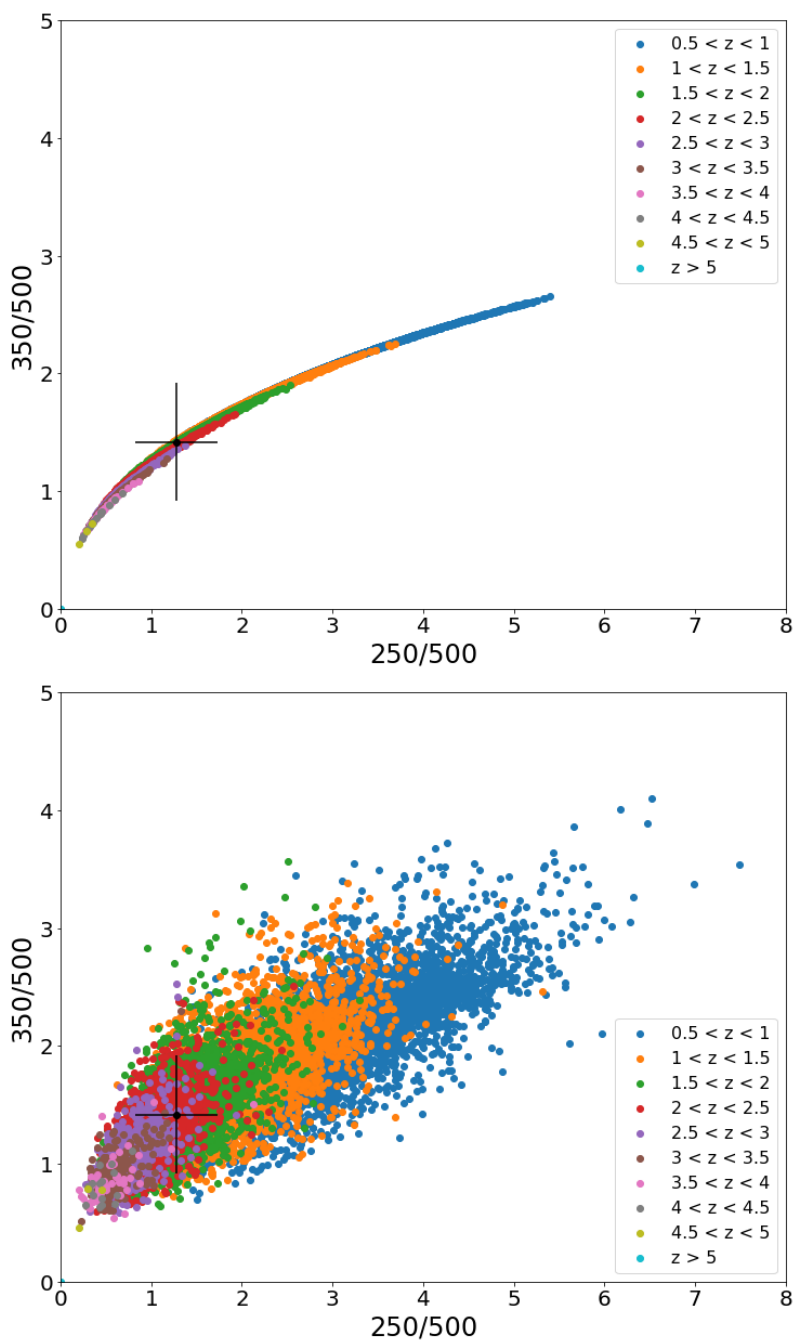 5
4
3
2
1
0
350/500
0 1 2 3 4 5 6 7 8
250/500
0.5 < z < 1
1 < z < 1.5
1.5 < z < 2
2 < z < 2.5
2.5 < z < 3
3 < z < 3.5
3.5 < z < 4
4 < z < 4.5
4.5 < z < 5
z > 5
5
4
3
2
1
0
350/500
0 1 2 3 4 5 6 7 8
250/500
0.5 < z < 1
1 < z < 1.5
1.5 < z < 2
2 < z < 2.5
2.5 < z < 3
3 < z < 3.5
3.5 < z < 4
4 < z < 4.5
4.5 < z < 5
z > 5